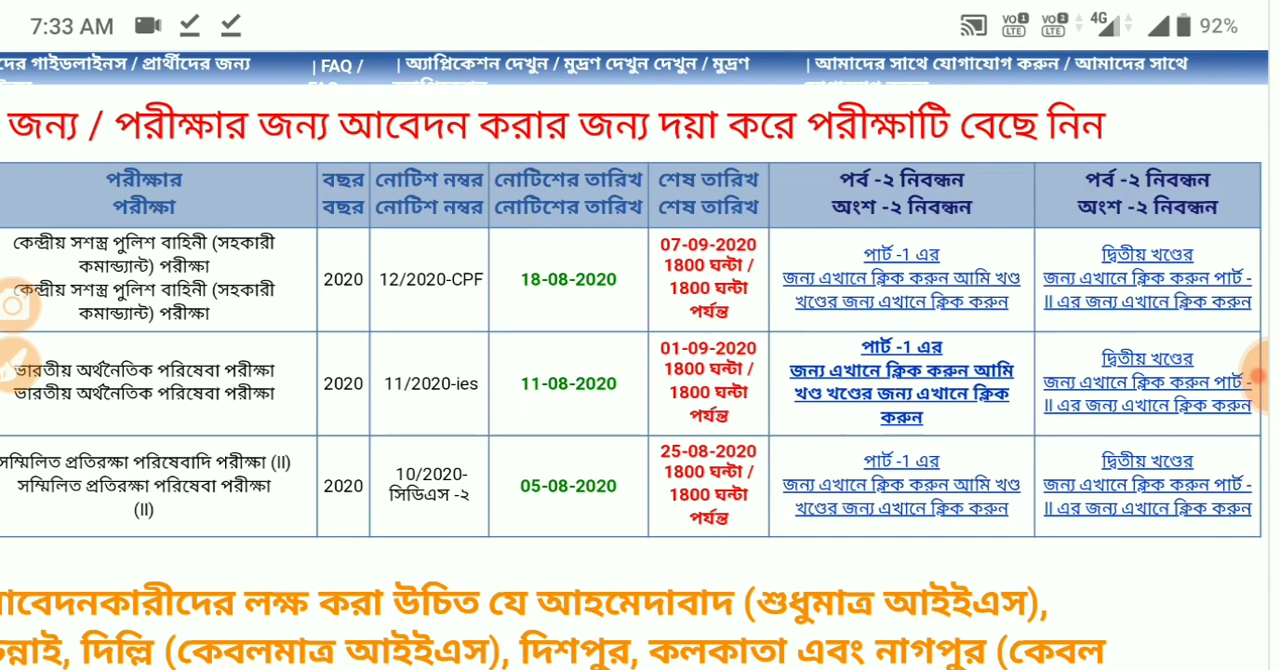 7:33 AM
VO 1 LTE VO 2 LTE 4G 92%
দের গাইডলাইনস / প্রার্থীদের জন্য | FAQ / | অ্যাপ্লিকেশন দেখুন / মুদ্রণ দেখুন দেখুন / মুদ্রণ | আমাদের সাথে যোগাযোগ করুন / আমাদের সাথে
জন্য / পরীক্ষার জন্য আবেদন করার জন্য দয়া করে পরীক্ষাটি বেছে নিন
পরীক্ষার
পরীক্ষা
বছর
বছর
নোটিশ নম্বর
নোটিশ নম্বর
নোটিশের তারিখ
নোটিশের তারিখ
শেষ তারিখ
শেষ তারিখ
পর্ব -২ নিবন্ধন
অংশ -২ নিবন্ধন
পর্ব -২ নিবন্ধন
অংশ -২ নিবন্ধন
কেন্দ্রীয় সশস্ত্র পুলিশ বাহিনী (সহকারী
কমান্ড্যান্ট) পরীক্ষা
কেন্দ্রীয় সশস্ত্র পুলিশ বাহিনী (সহকারী
কমান্ড্যান্ট) পরীক্ষা
2020
12/2020-CPF
18-08-2020
07-09-2020
1800 ঘন্টা /
1800 ঘন্টা
পর্যন্ত
পার্ট -1 এর
জন্য এখানে ক্লিক করুন আমি খণ্ড
খণ্ডের জন্য এখানে ক্লিক করুন
দ্বিতীয় খণ্ডের
জন্য এখানে ক্লিক করুন পার্ট -
II এর জন্য এখানে ক্লিক করুন
ভারতীয় অর্থনৈতিক পরিষেবা পরীক্ষা
ভারতীয় অর্থনৈতিক পরিষেবা পরীক্ষা
2020
11/2020-ies
11-08-2020
01-09-2020
1800 ঘন্টা /
1800 ঘন্টা
পর্যন্ত
পার্ট -1 এর
জন্য এখানে ক্লিক করুন আমি
খণ্ড খণ্ডের জন্য এখানে ক্লিক
করুন
দ্বিতীয় খণ্ডের
জন্য এখানে ক্লিক করুন পার্ট -
II এর জন্য এখানে ক্লিক করুন
সম্মিলিত প্রতিরক্ষা পরিষেবাদি পরীক্ষা (II)
সম্মিলিত প্রতিরক্ষা পরিষেবা পরীক্ষা
(II)
2020
10/2020-
সিডিএস -২
05-08-2020
25-08-2020
1800 ঘন্টা /
1800 ঘন্টা
পর্যন্ত
পার্ট -1 এর
জন্য এখানে ক্লিক করুন আমি খণ্ড
খণ্ডের জন্য এখানে ক্লিক করুন
দ্বিতীয় খণ্ডের
জন্য এখানে ক্লিক করুন পার্ট -
II এর জন্য এখানে ক্লিক করুন
াবেদনকারীদের লক্ষ করা উচিত যে আহমেদাবাদ (শুধুমাত্র আইইএস),
ন্নাই, দিল্লি (কেবলমাত্র আইইএস), দিশপুর, কলকাতা এবং নাগপুর (কেবল